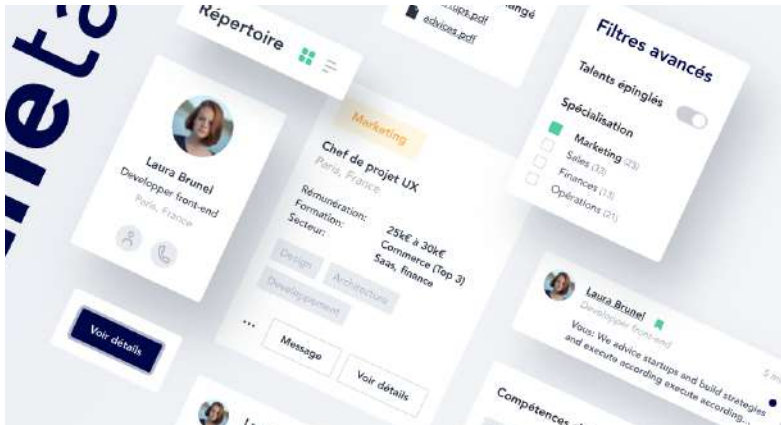 Répertoire
advices.pdf
Laura Brunel
Developper front-end
Paris, France
Voir détails
Marketing
Chef de projet UX
Paris, France
Rémunération: 25k€ à 30k€
Formation: Commerce (Top 3)
Secteur: Saas, finance
Design
Architecture
Developpement
...
Message
Voir détails
Filtres avancés
Talents épinglés
Spécialisation
Marketing (23)
Sales (13)
Finances (13)
Opérations (21)
Laura Brunel
Developper front-end
Vous: We advice startups and build strategies
and execute according execute according...
Compétences